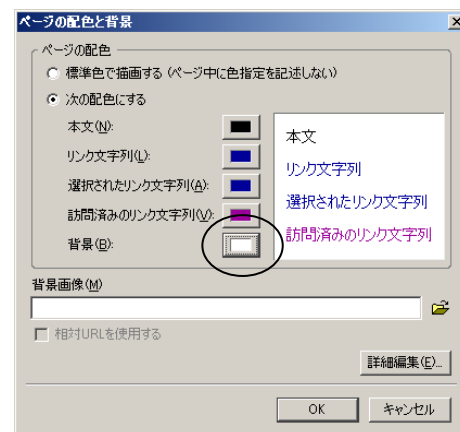 ページの配色と背景
ページの配色
標準色で描画する (ページ中に色指定を記述しない)
次の配色にする
本文(N):
リンク文字列(L):
選択されたリンク文字列(A):
訪問済みのリンク文字列(V):
背景(B):
本文
リンク文字列
選択されたリンク文字列
訪問済みのリンク文字列
背景画像(M)
相対URLを使用する
詳細編集(E)...
OK
キャンセル